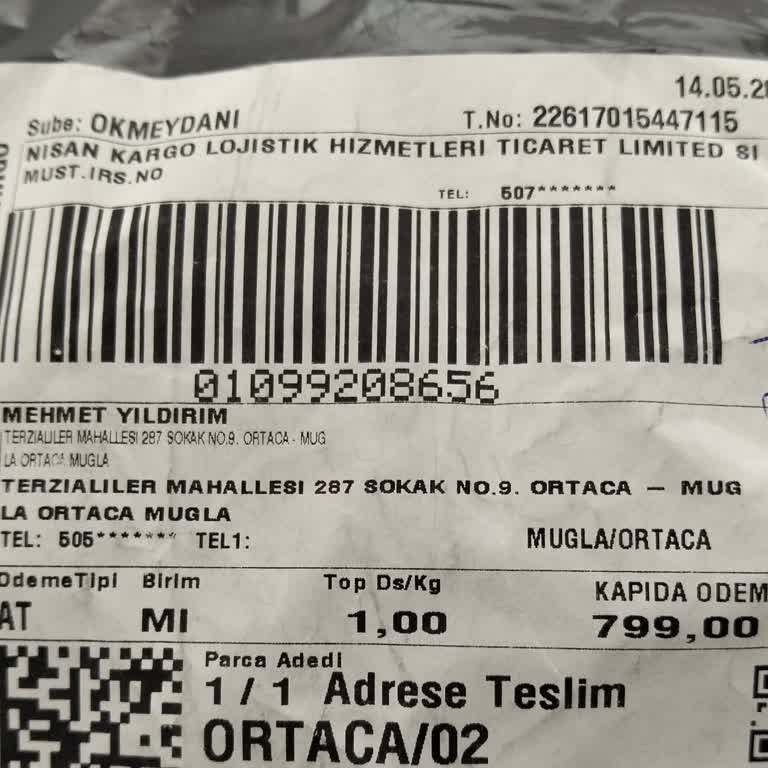 14.05.20
Sube: OKMEYDANI T.No: 22617015447115
NISAN KARGO LOJISTIK HIZMETLERI TICARET LIMITED SI
MUST.IRS.NO
TEL: 507*******
01099208656
MEHMET YILDIRIM
TERZIALILER MAHALLESI 287 SOKAK NO.9. ORTACA - MUG
LA ORTACA MUGLA
TERZIALILER MAHALLESI 287 SOKAK NO.9. ORTACA – MUG
LA ORTACA MUGLA
TEL: 505******* TEL1: MUGLA/ORTACA
OdemeTipi Birim Top Ds/Kg KAPIDA ODEM
AT MI 1,00 799,00
Parca Adedi
1 / 1 Adrese Teslim
ORTACA/02